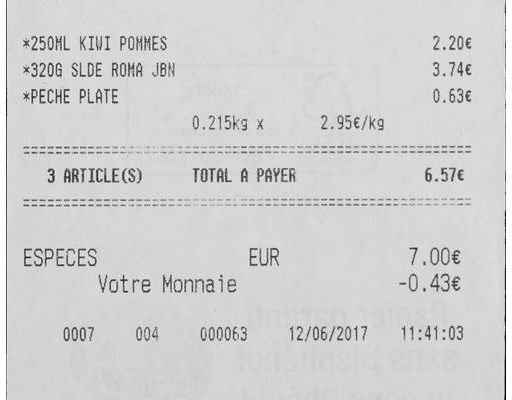 *250ML KIWI POMMES 2.20€
*320G SLDE ROMA JBN 3.74€
*PECHE PLATE 0.63€
0.215kg x 2.95€/kg
3 ARTICLE(S) TOTAL A PAYER 6.57€
ESPECES EUR 7.00€
Votre Monnaie -0.43€
0007 004 000063 12/06/2017 11:41:03
Papier garanti
sans Bisphénol